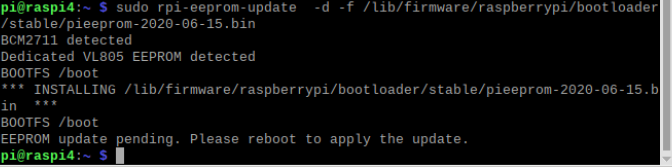 pi@raspi4:~ $ sudo rpi-eeprom-update  -d -f /lib/firmware/raspberrypi/bootloader
/stable/pieeprom-2020-06-15.bin
BCM2711 detected
Dedicated VL805 EEPROM detected
BOOTFS /boot
*** INSTALLING /lib/firmware/raspberrypi/bootloader/stable/pieeprom-2020-06-15.b
in  ***
BOOTFS /boot
EEPROM update pending. Please reboot to apply the update.
pi@raspi4:~ $